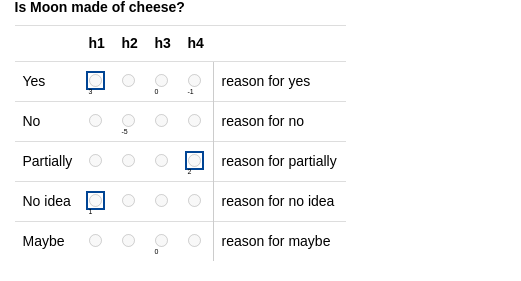 Is Moon made of cheese?
h1 h2 h3 h4
Yes reason for yes
3 0 -1
No reason for no
-5
Partially reason for partially
2
No idea reason for no idea
1
Maybe reason for maybe
0